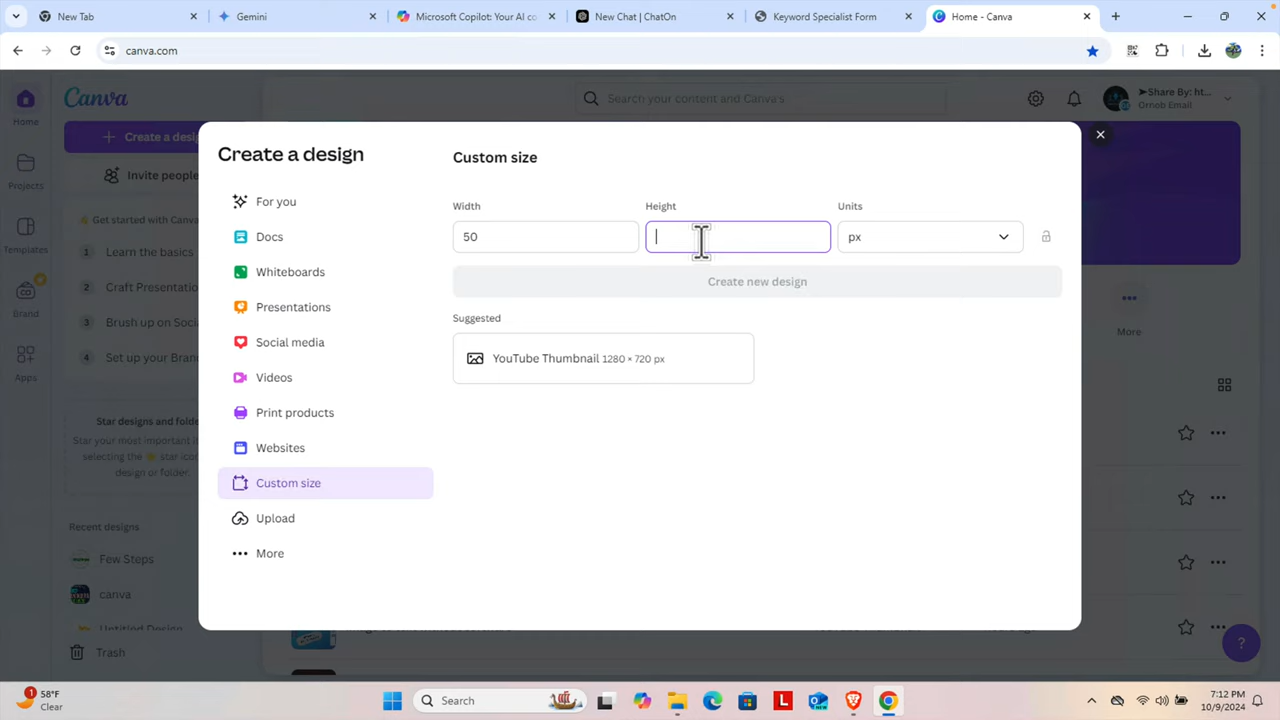 New Tab
Gemini
Microsoft Copilot: Your AI co
New Chat | ChatOn
Keyword Specialist Form
Home - Canva
canva.com
Canva
Search your content and Canva's
➤Share By: ht...
Ornob Email
Home
Projects
Templates
Brand
Apps
Create a desig
Invite people
Get started with Canva
1 Learn the basics
2 Craft Presentation
3 Brush up on Soci
4 Set up your Bran
Star designs and folde
Star your most important it
selecting the ★ star ico
design or folder.
Recent designs
Few Steps
canva
Untitled Design
Trash
More
Create a design
For you
Docs
Whiteboards
Presentations
Social media
Videos
Print products
Websites
Custom size
Upload
More
Custom size
Width
Height
Units
50
px
Create new design
Suggested
YouTube Thumbnail 1280 × 720 px
?
1
58°F
Clear
Search
L
7:12 PM
10/9/2024